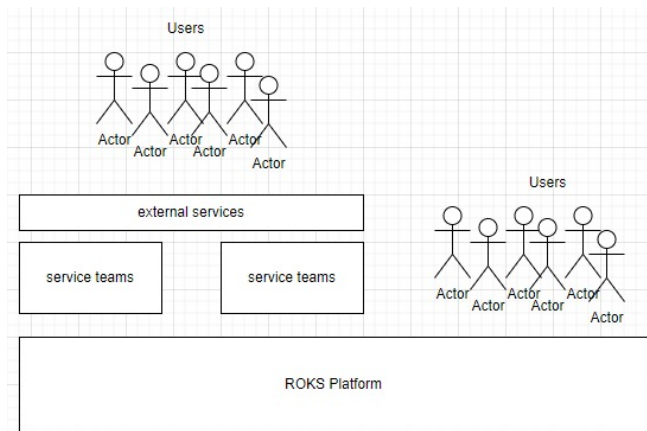 Users
Actor Actor Actor
Actor Actor
Actor
Users
external services
service teams service teams
Actor Actor Actor
Actor Actor
Actor
ROKS Platform